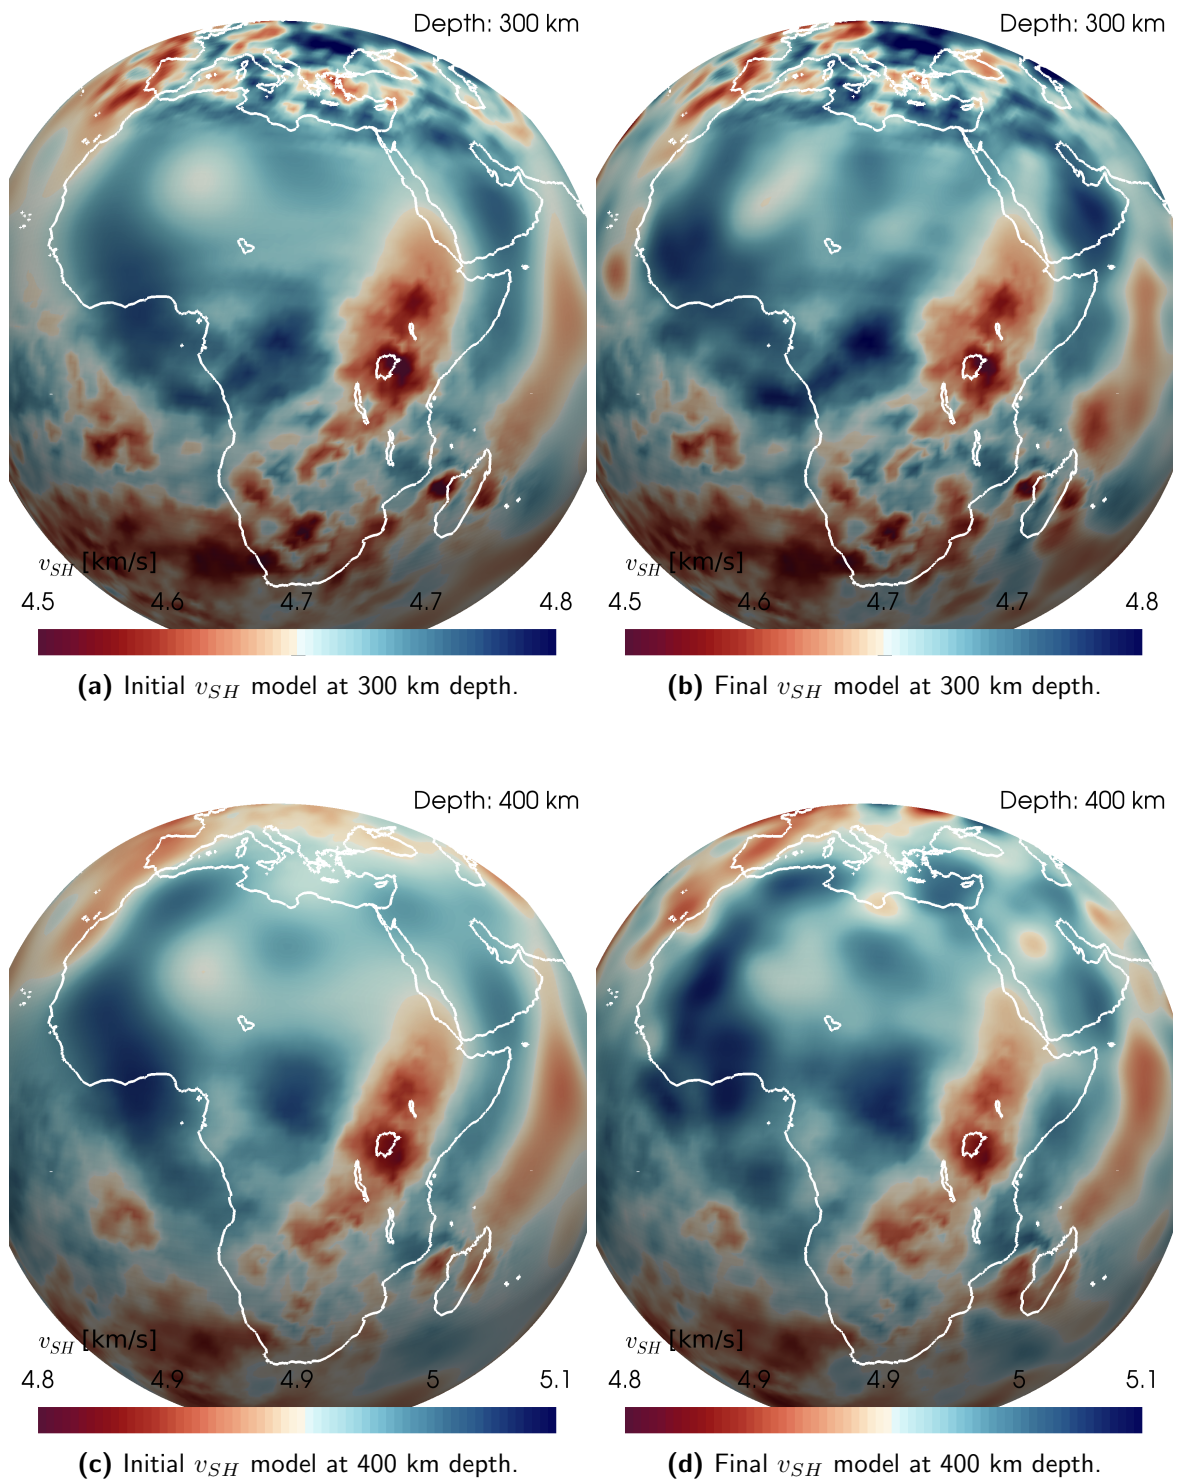 Depth: 300 km Depth: 300 km
v_SH [km/s] v_SH [km/s]
4.5 4.6 4.7 4.7 4.8 4.5 4.6 4.7 4.7 4.8
(a) Initial v_SH model at 300 km depth. (b) Final v_SH model at 300 km depth.
Depth: 400 km Depth: 400 km
v_SH [km/s] v_SH [km/s]
4.8 4.9 4.9 5 5.1 4.8 4.9 4.9 5 5.1
(c) Initial v_SH model at 400 km depth. (d) Final v_SH model at 400 km depth.